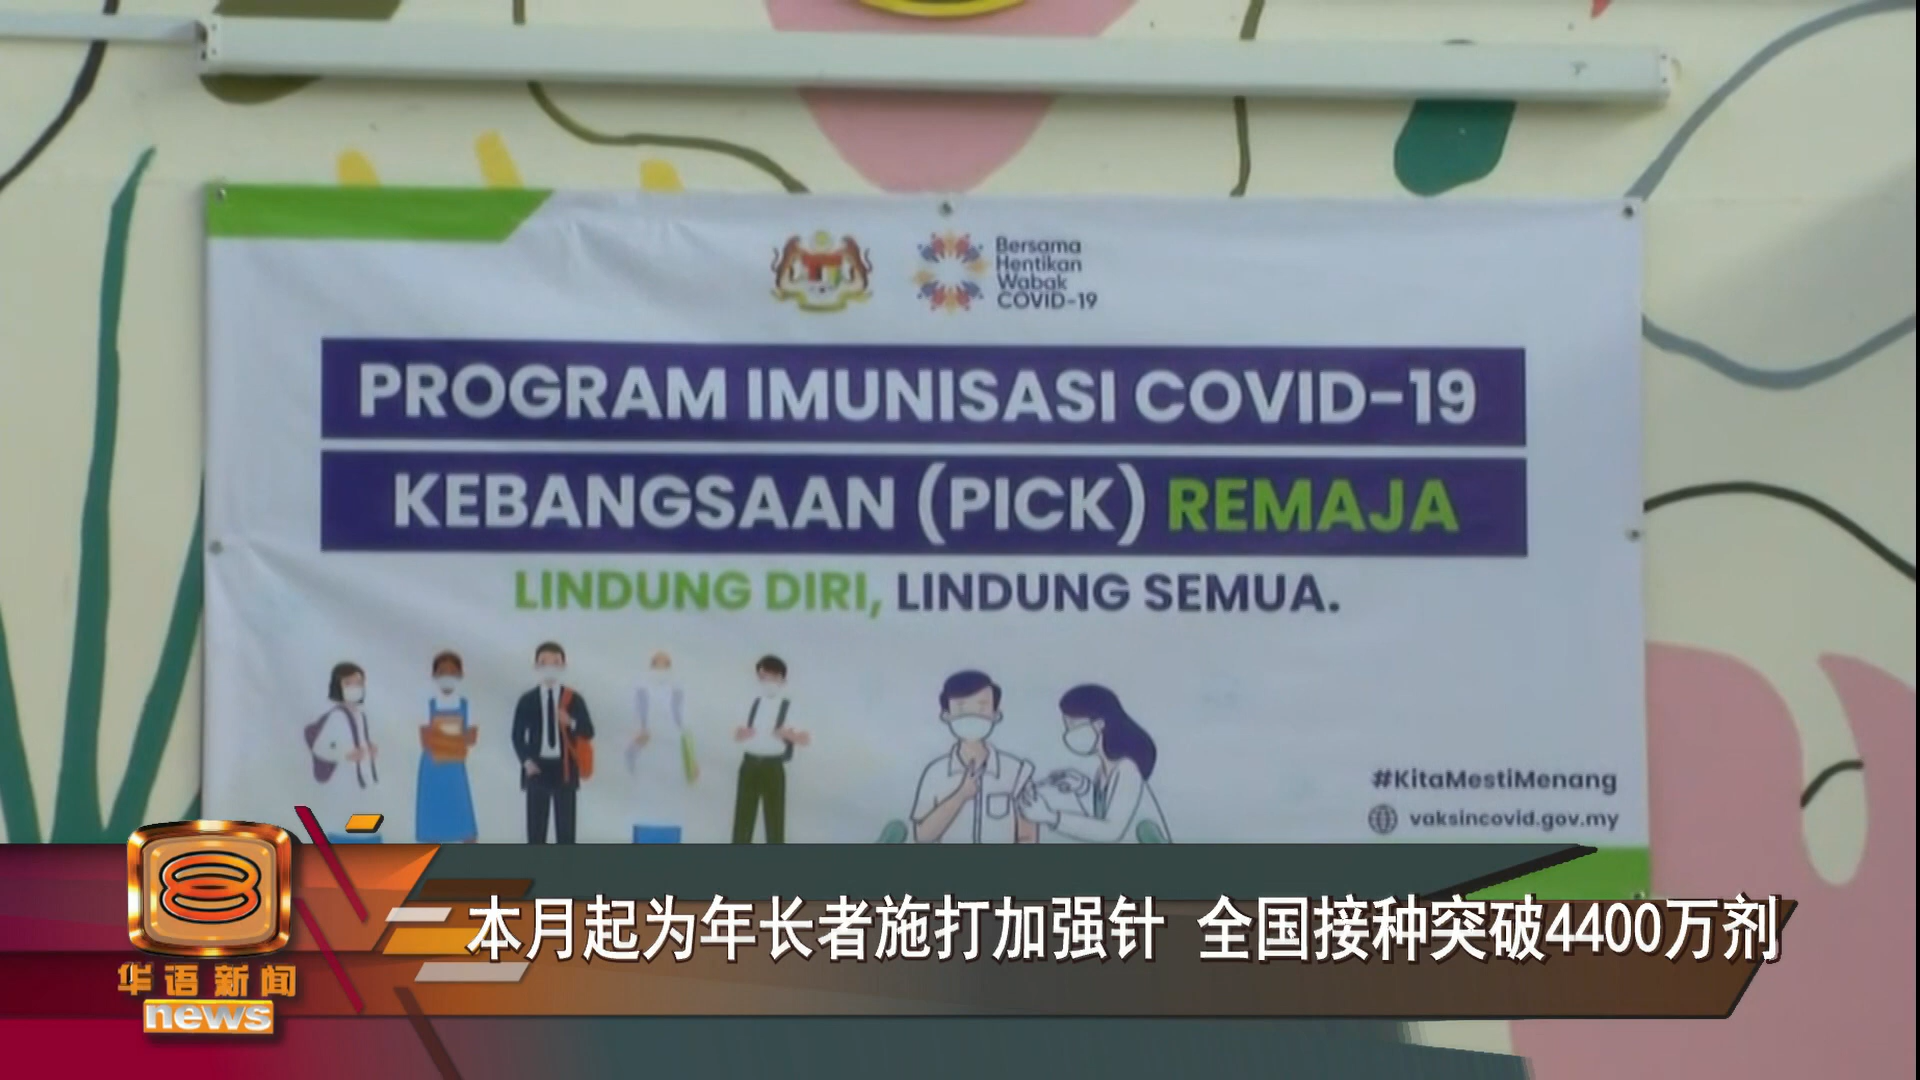 Bersama
Hentikan
Wabak
COVID-19
PROGRAM IMUNISASI COVID-19
KEBANGSAAN (PICK) REMAJA
LINDUNG DIRI, LINDUNG SEMUA.
#KitaMestiMenang
vaksincovid.gov.my
本月起为年长者施打加强针 全国接种突破4400万剂
8
华语新闻
news